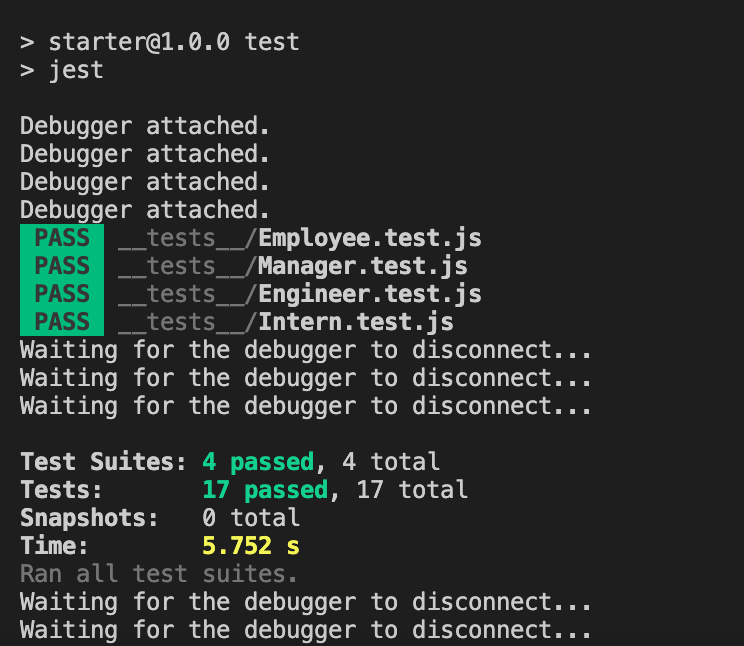 > starter@1.0.0 test
> jest
Debugger attached.
Debugger attached.
Debugger attached.
Debugger attached.
PASS __tests__/Employee.test.js
PASS __tests__/Manager.test.js
PASS __tests__/Engineer.test.js
PASS __tests__/Intern.test.js
Waiting for the debugger to disconnect...
Waiting for the debugger to disconnect...
Waiting for the debugger to disconnect...
Test Suites: 4 passed, 4 total
Tests: 17 passed, 17 total
Snapshots: 0 total
Time: 5.752 s
Ran all test suites.
Waiting for the debugger to disconnect...
Waiting for the debugger to disconnect...